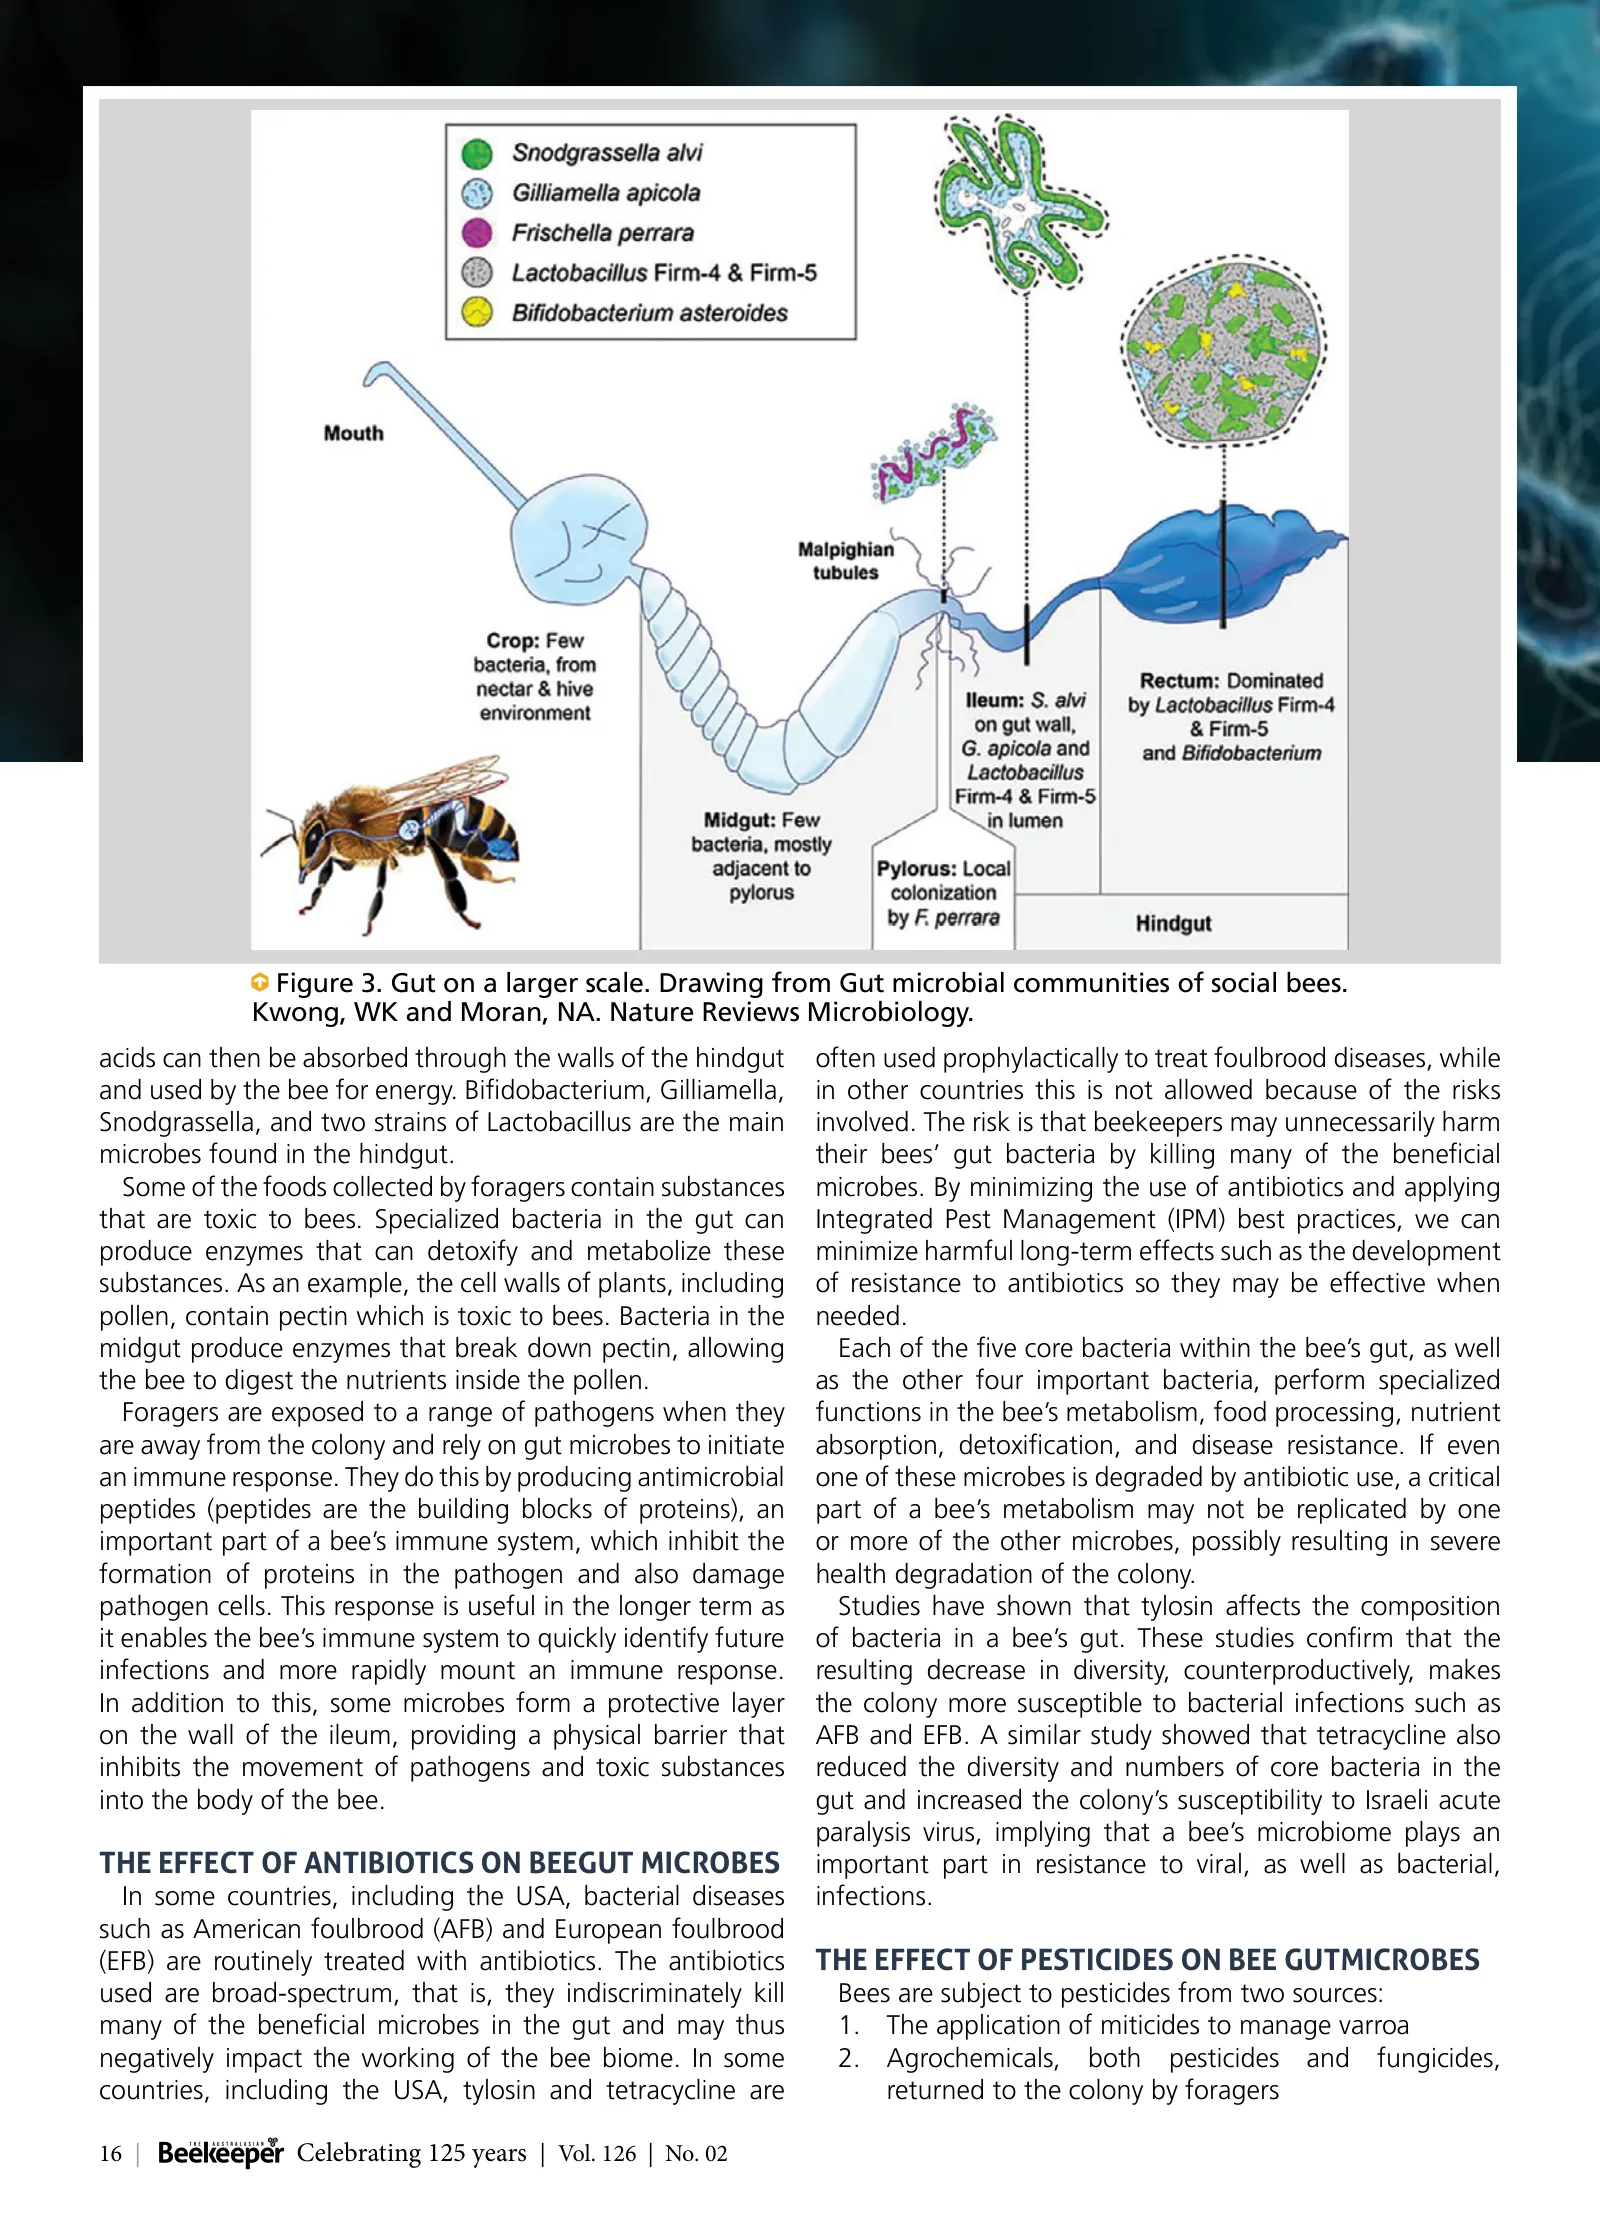 Snodgrassella alvi
Gilliamella apicola
Frischella perrara
Lactobacillus Firm-4 & Firm-5
Bifidobacterium asteroides
Mouth
Malpighian
tubules
Crop: Few
bacteria, from
nectar & hive
environment
Midgut: Few
bacteria, mostly
adjacent to
pylorus
Pylorus: Local
colonization
by F. perrara
Ileum: S. alvi
on gut wall,
G. apicola and
Lactobacillus
Firm-4 & Firm-5
in lumen
Rectum: Dominated
by Lactobacillus Firm-4
& Firm-5
and Bifidobacterium
Hindgut
Figure 3. Gut on a larger scale. Drawing from Gut microbial communities of social bees.
Kwong, WK and Moran, NA. Nature Reviews Microbiology.
acids can then be absorbed through the walls of the hindgut
and used by the bee for energy. Bifidobacterium, Gilliamella,
Snodgrassella, and two strains of Lactobacillus are the main
microbes found in the hindgut.
Some of the foods collected by foragers contain substances
that are toxic to bees. Specialized bacteria in the gut can
produce enzymes that can detoxify and metabolize these
substances. As an example, the cell walls of plants, including
pollen, contain pectin which is toxic to bees. Bacteria in the
midgut produce enzymes that break down pectin, allowing
the bee to digest the nutrients inside the pollen.
Foragers are exposed to a range of pathogens when they
are away from the colony and rely on gut microbes to initiate
an immune response. They do this by producing antimicrobial
peptides (peptides are the building blocks of proteins), an
important part of a bee's immune system, which inhibit the
formation of proteins in the pathogen and also damage
pathogen cells. This response is useful in the longer term as
it enables the bee's immune system to quickly identify future
infections and more rapidly mount an immune response.
In addition to this, some microbes form a protective layer
on the wall of the ileum, providing a physical barrier that
inhibits the movement of pathogens and toxic substances
into the body of the bee.
THE EFFECT OF ANTIBIOTICS ON BEEGUT MICROBES
In some countries, including the USA, bacterial diseases
such as American foulbrood (AFB) and European foulbrood
(EFB) are routinely treated with antibiotics. The antibiotics
used are broad-spectrum, that is, they indiscriminately kill
many of the beneficial microbes in the gut and may thus
negatively impact the working of the bee biome. In some
countries, including the USA, tylosin and tetracycline are
often used prophylactically to treat foulbrood diseases, while
in other countries this is not allowed because of the risks
involved. The risk is that beekeepers may unnecessarily harm
their bees' gut bacteria by killing many of the beneficial
microbes. By minimizing the use of antibiotics and applying
Integrated Pest Management (IPM) best practices, we can
minimize harmful long-term effects such as the development
of resistance to antibiotics so they may be effective when
needed.
Each of the five core bacteria within the bee's gut, as well
as the other four important bacteria, perform specialized
functions in the bee's metabolism, food processing, nutrient
absorption, detoxification, and disease resistance. If even
one of these microbes is degraded by antibiotic use, a critical
part of a bee's metabolism may not be replicated by one
or more of the other microbes, possibly resulting in severe
health degradation of the colony.
Studies have shown that tylosin affects the composition
of bacteria in a bee's gut. These studies confirm that the
resulting decrease in diversity, counterproductively, makes
the colony more susceptible to bacterial infections such as
AFB and EFB. A similar study showed that tetracycline also
reduced the diversity and numbers of core bacteria in the
gut and increased the colony's susceptibility to Israeli acute
paralysis virus, implying that a bee's microbiome plays an
important part in resistance to viral, as well as bacterial,
infections.
THE EFFECT OF PESTICIDES ON BEE GUTMICROBES
Bees are subject to pesticides from two sources:
1. The application of miticides to manage varroa
2. Agrochemicals, both pesticides and fungicides,
returned to the colony by foragers
16 | THE AUSTRALASIAN Beekeeper Celebrating 125 years | Vol. 126 | No. 02